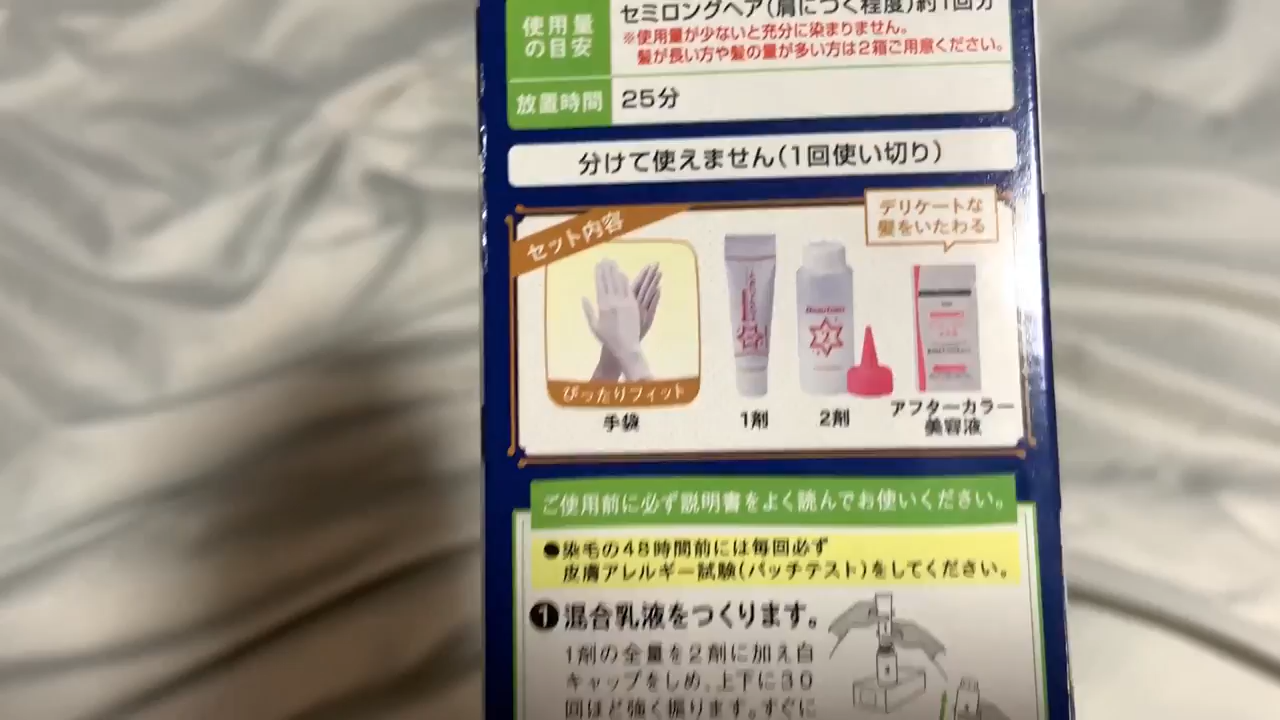 使用量
の目安
セミロングヘア(肩につく程度)約1回分
※使用量が少ないと充分に染まりません。
髪が長い方や髪の量が多い方は2箱ご用意ください。
放置時間
25分
分けて使えません(1回使い切り)
セット内容
デリケートな
髪をいたわる
ぴったりフィット
手袋
1剤
2
2剤
アフターカラー
美容液
ご使用前に必ず説明書をよく読んでお使いください。
●染毛の48時間前には毎回必ず
皮膚アレルギー試験(パッチテスト)をしてください。
1 混合乳液をつくります。
1剤の全量を2剤に加え白
キャップをしめ、上下に30
回ほど強く振ります。すぐに